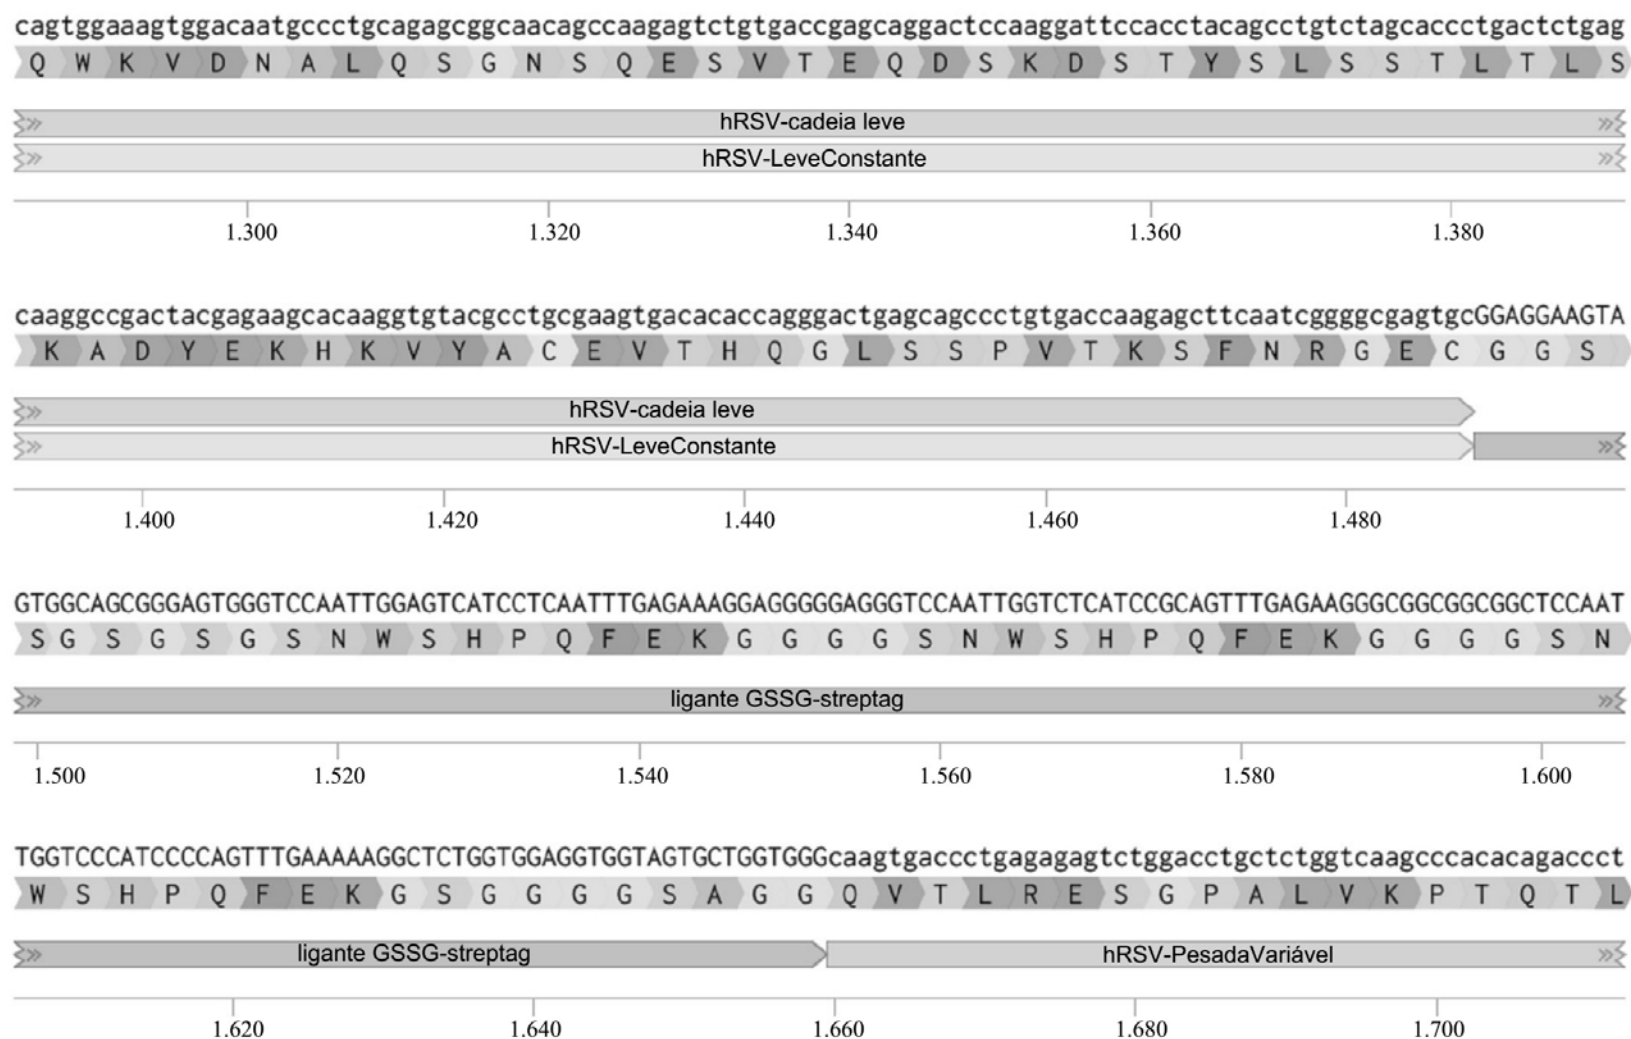 cagtggaaagtggacaatgccctgcagagcggcaacagccaagagtctgtgaccgagcaggactccaaggattccacctacagcctgtctagcaccctgactctgag
Q W K V D N A L Q S G N S Q E S V T E Q D S K D S T Y S L S S T L T L S
hRSV-cadeia leve
hRSV-LeveConstante
1.300 1.320 1.340 1.360 1.380
caaggccgactacgagaagcacaaggtgtacgcctgcgaagtgacacaccagggactgagcagccctgtgaccaagagcttcaatcggggcgagtgcGGAGGAAGTA
K A D Y E K H K V Y A C E V T H Q G L S S P V T K S F N R G E C G G S
hRSV-cadeia leve
hRSV-LeveConstante
1.400 1.420 1.440 1.460 1.480
GTGGCAGCGGGAGTGGGTCCAATTGGAGTCATCCTCAATTTGAGAAAGGAGGGGGAGGGTCCAATTGGTCTCATCCGCAGTTTGAGAAGGGCGGCGGCGGCTCCAAT
S G S G S G S N W S H P Q F E K G G G G S N W S H P Q F E K G G G G S N
ligante GSSG-streptag
1.500 1.520 1.540 1.560 1.580 1.600
TGGTCCCATCCCCAGTTTGAAAAAGGCTCTGGTGGAGGTGGTAGTGCTGGTGGGcaagtgaccctgagagagtctggacctgctctggtcaagcccacacagaccct
W S H P Q F E K G S G G G G S A G G Q V T L R E S G P A L V K P T Q T L
ligante GSSG-streptag hRSV-PesadaVariável
1.620 1.640 1.660 1.680 1.700